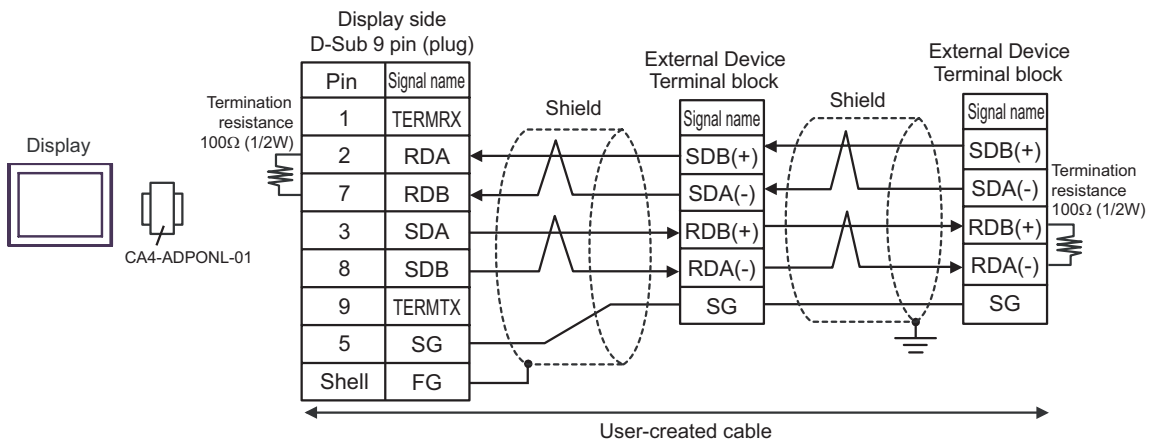 Display side
D-Sub 9 pin (plug)
Pin Signal name
1 TERMRX
2 RDA
7 RDB
3 SDA
8 SDB
9 TERMTX
5 SG
Shell FG
Termination
resistance
100Ω (1/2W)
Display
CA4-ADPONL-01
Shield
External Device
Terminal block
Signal name
SDB(+)
SDA(-)
RDB(+)
RDA(-)
SG
Shield
External Device
Terminal block
Signal name
SDB(+)
SDA(-)
RDB(+)
RDA(-)
SG
Termination
resistance
100Ω (1/2W)
User-created cable